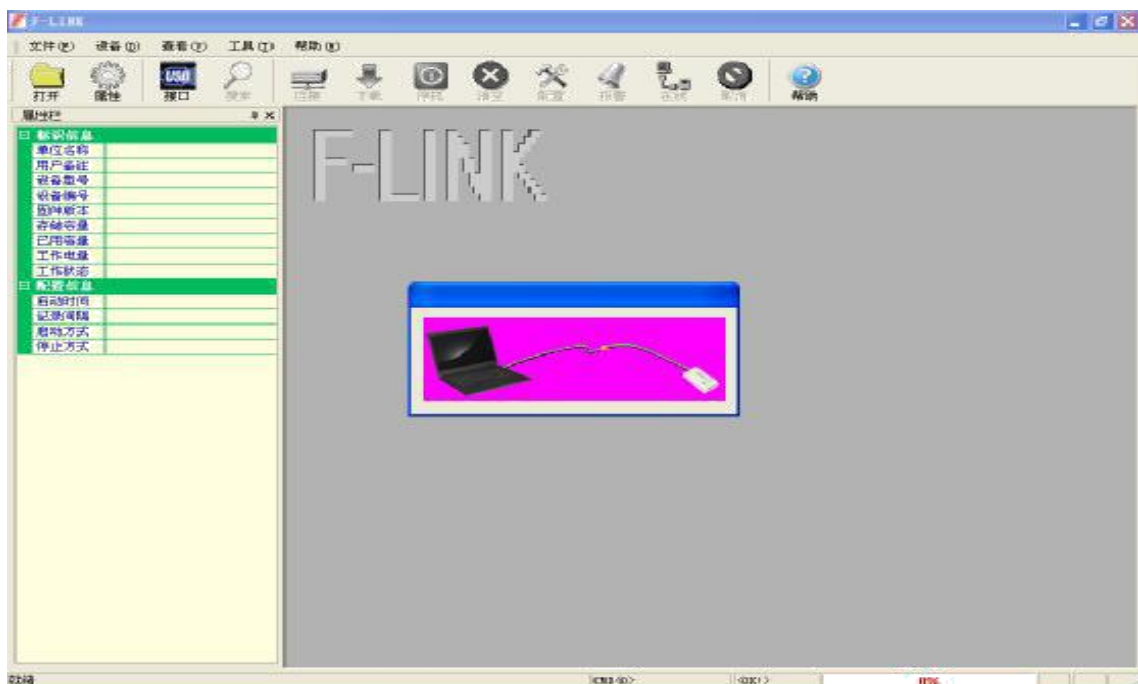 F-LINK
文件(F) 设备(D) 查看(V) 工具(T) 帮助(H)
USB
打开 属性 接口 搜索 连接 下载 停机 清空 配置 报警 在线 取消 帮助
属性栏
标识信息
单位名称
用户备注
设备型号
设备编号
固件版本
存储容量
已用容量
工作电量
工作状态
配置信息
启动时间
记录间隔
启动方式
停止方式
F-LINK
就绪
0%